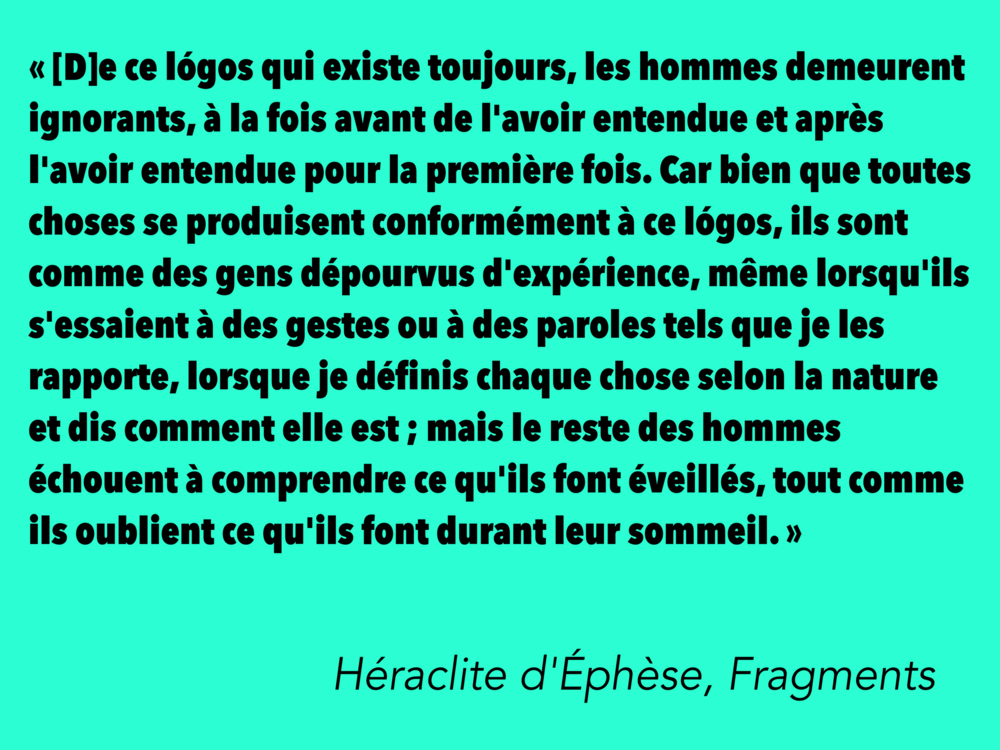 « [D]e ce lógos qui existe toujours, les hommes demeurent
ignorants, à la fois avant de l'avoir entendue et après
l'avoir entendue pour la première fois. Car bien que toutes
choses se produisent conformément à ce lógos, ils sont
comme des gens dépourvus d'expérience, même lorsqu'ils
s'essaient à des gestes ou à des paroles tels que je les
rapporte, lorsque je définis chaque chose selon la nature
et dis comment elle est ; mais le reste des hommes
échouent à comprendre ce qu'ils font éveillés, tout comme
ils oublient ce qu'ils font durant leur sommeil. »
Héraclite d'Éphèse, Fragments